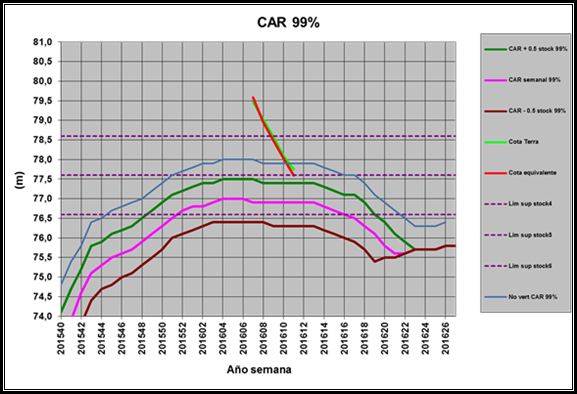 CAR 99%
81,0
80,5
80,0
79,5
79,0
78,5
78,0
77,5
77,0
76,5
76,0
75,5
75,0
74,5
74,0
(m)
201540
201542
201544
201546
201548
201550
201552
201602
201604
201606
201608
201610
201612
201614
201616
201618
201620
201622
201624
201626
Año semana
CAR + 0.5 stock 99%
CAR semanal 99%
CAR - 0.5 stock 99%
Cota Terra
Cota equivalente
Lim sup stock4
Lim sup stock5
Lim sup stock6
No vert CAR 99%